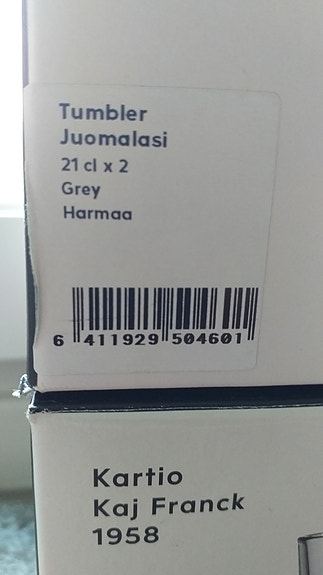 Tumbler
Juomalasi
21 cl x 2
Grey
Harmaa
6 411929 504601
Kartio
Kaj Franck
1958